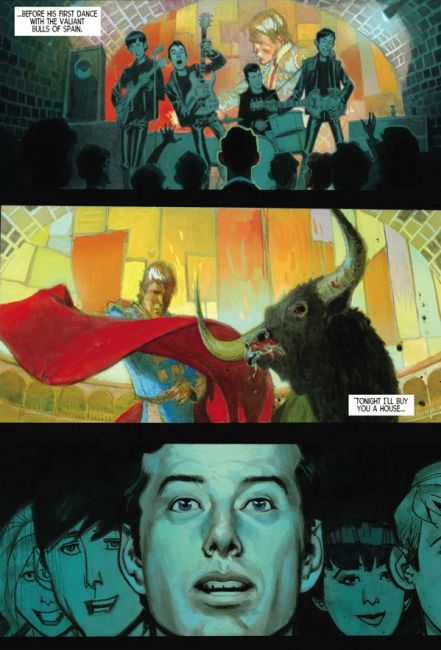 ...BEFORE HIS FIRST DANCE
WITH THE VALIANT
BULLS OF SPAIN.
"TONIGHT I'LL BUY
YOU A HOUSE...